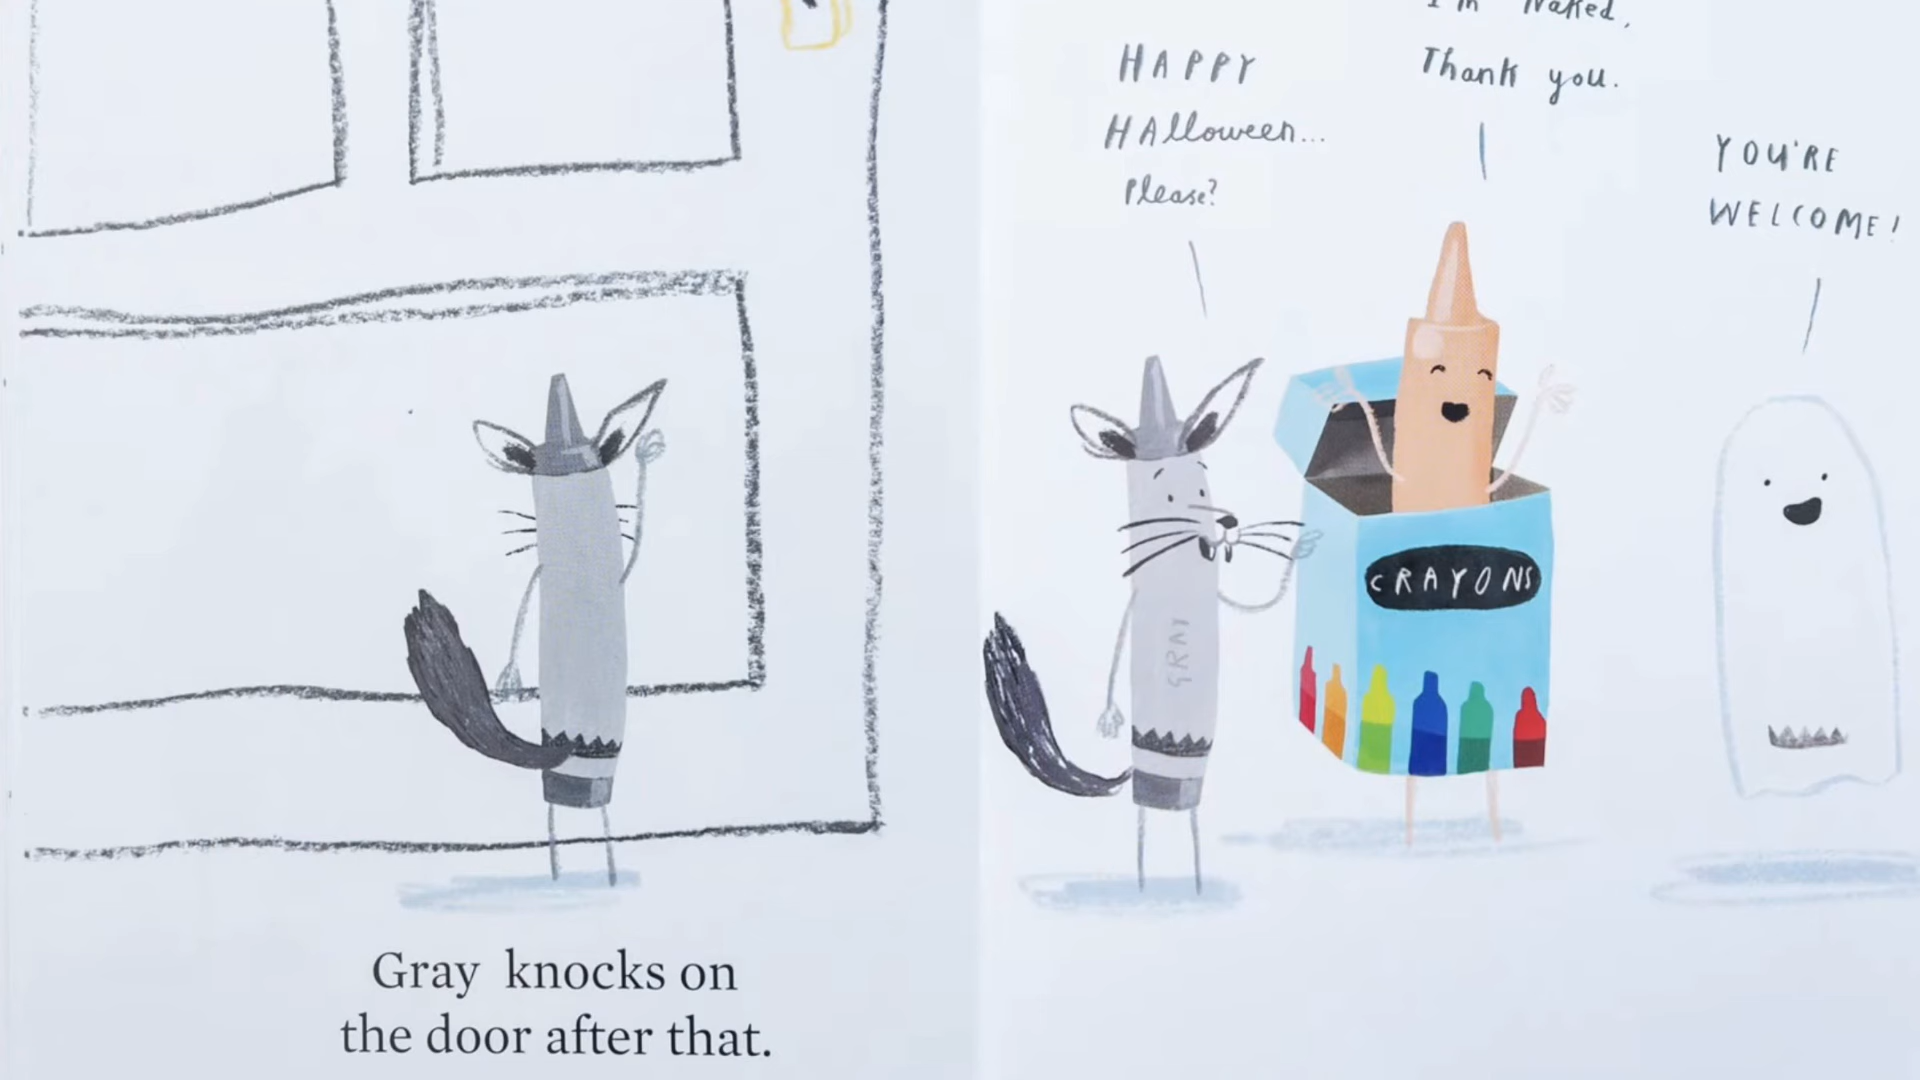 Gray knocks on
the door after that.
HAPPY
HAlloween...
Please?
I'm Naked,
Thank you.
YOU'RE
WELCOME!
GRAY
CRAYONS